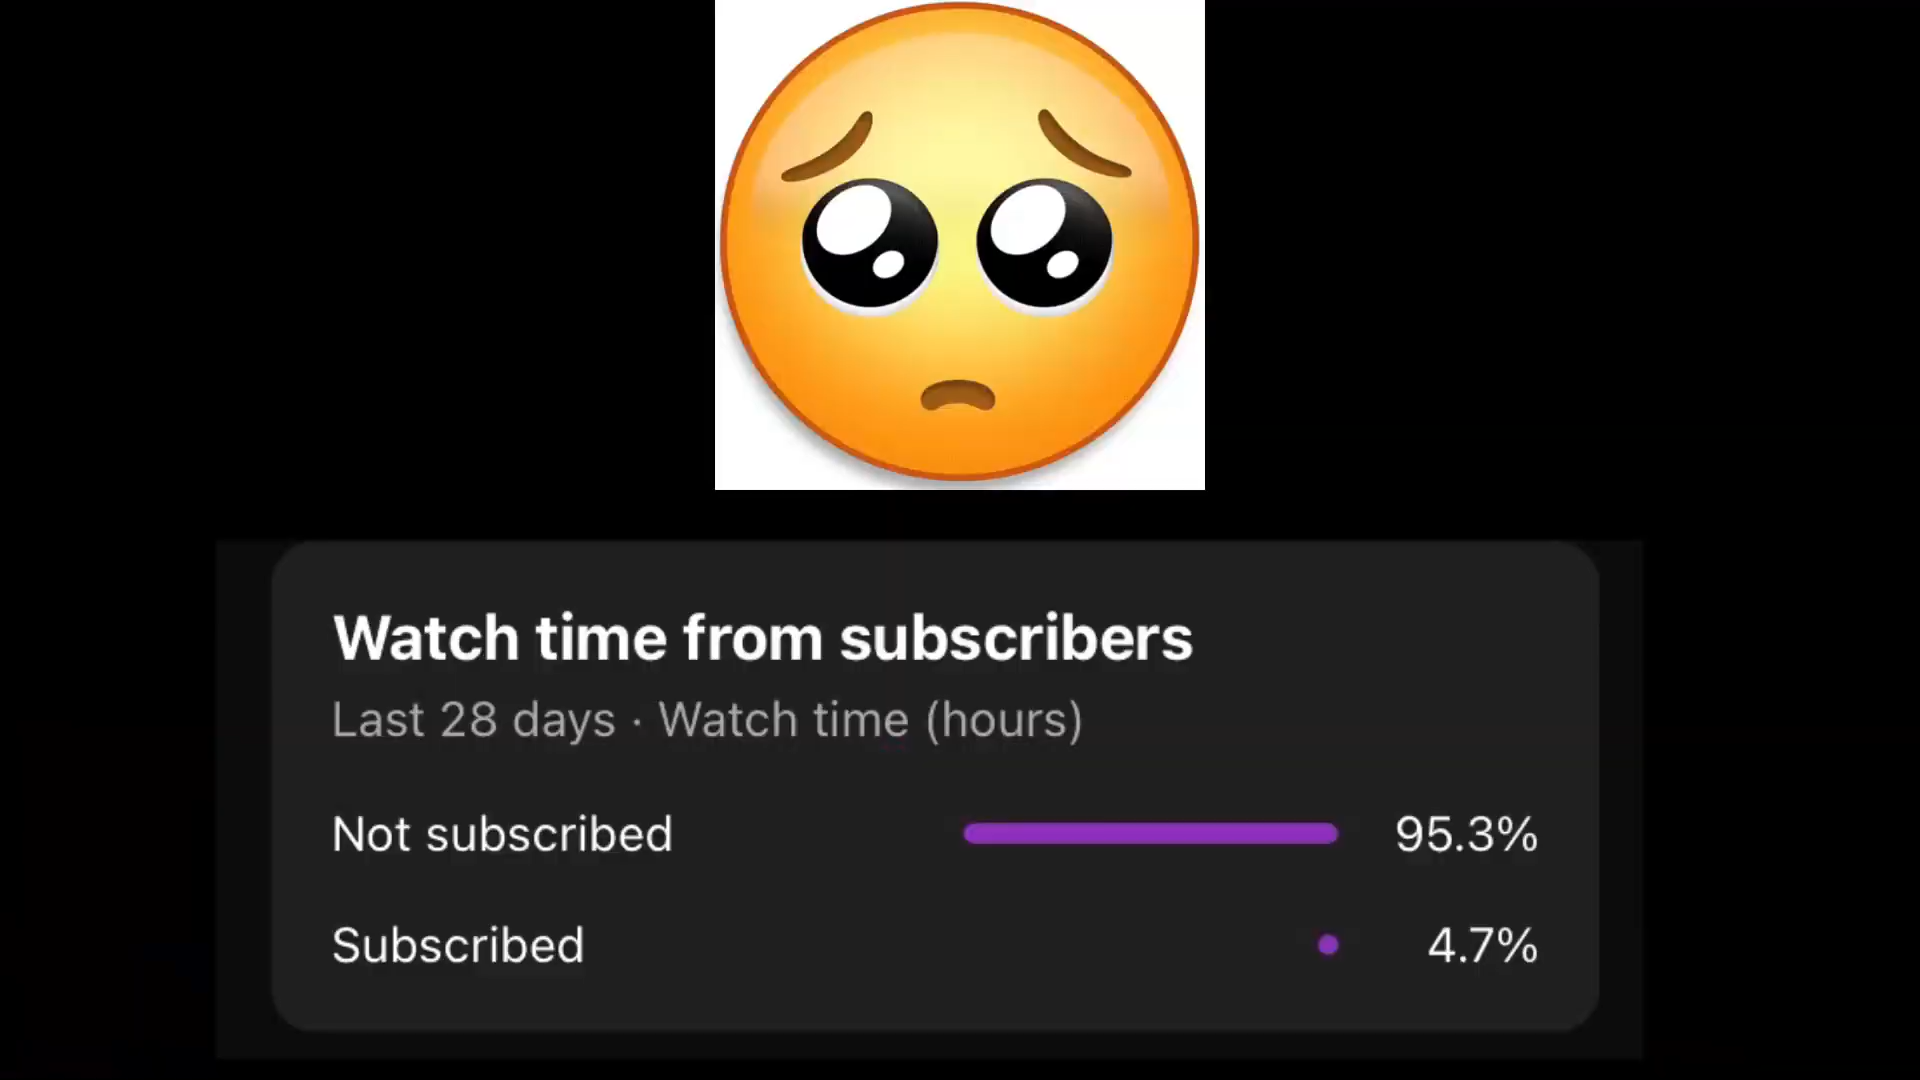 Watch time from subscribers
Last 28 days · Watch time (hours)
Not subscribed 95.3%
Subscribed 4.7%